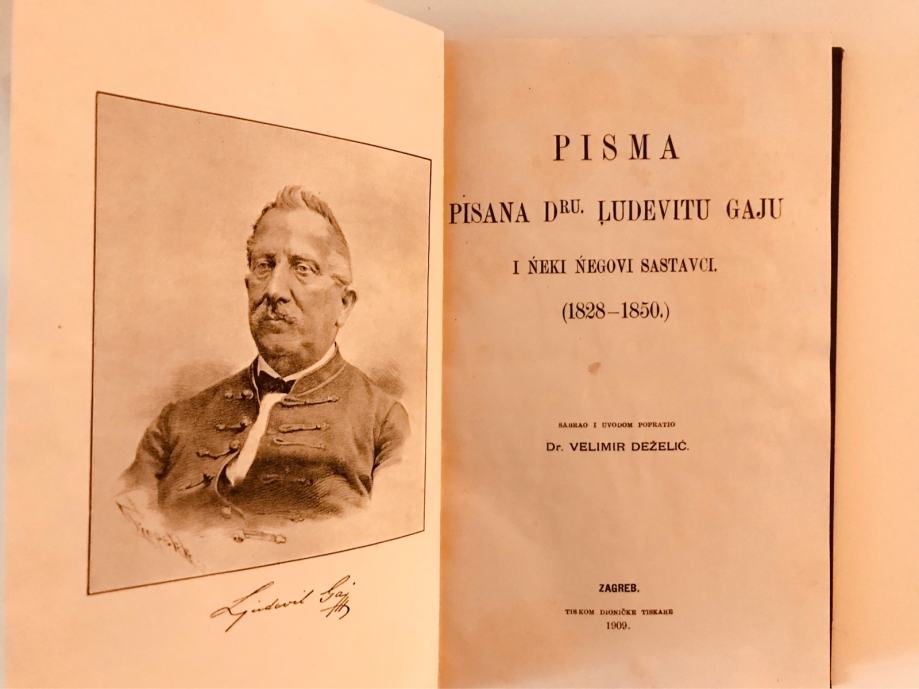 Ljudevit Gaj
PISMA
PISANA DRU. ĻUDEVITU GAJU
I ŃEKI ŃEGOVI SASTAVCI.
(1828–1850.)
SABRAO I UVODOM POPRATIO
Dr. VELIMIR DEŽELIĆ.
ZAGREB.
TISKOM DIONIČKE TISKARE
1909.